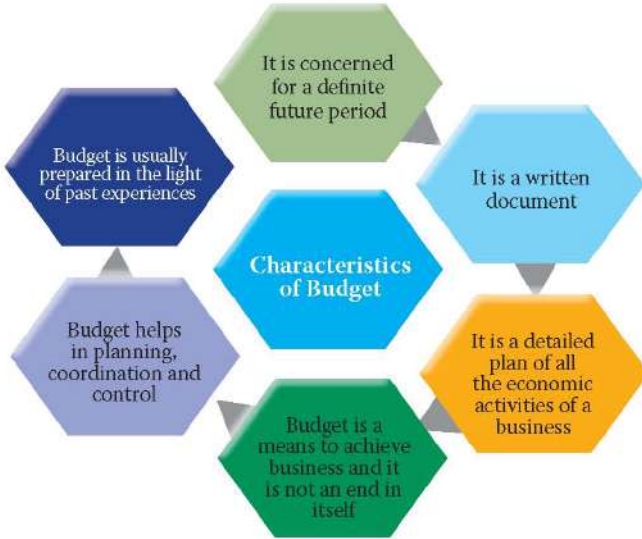 It is concerned
for a definite
future period
It is a written
document
It is a detailed
plan of all
the economic
activities of a
business
Budget is a
means to achieve
business and it
is not an end in
itself
Budget helps
in planning,
coordination and
control
Budget is usually
prepared in the light
of past experiences
Characteristics
of Budget